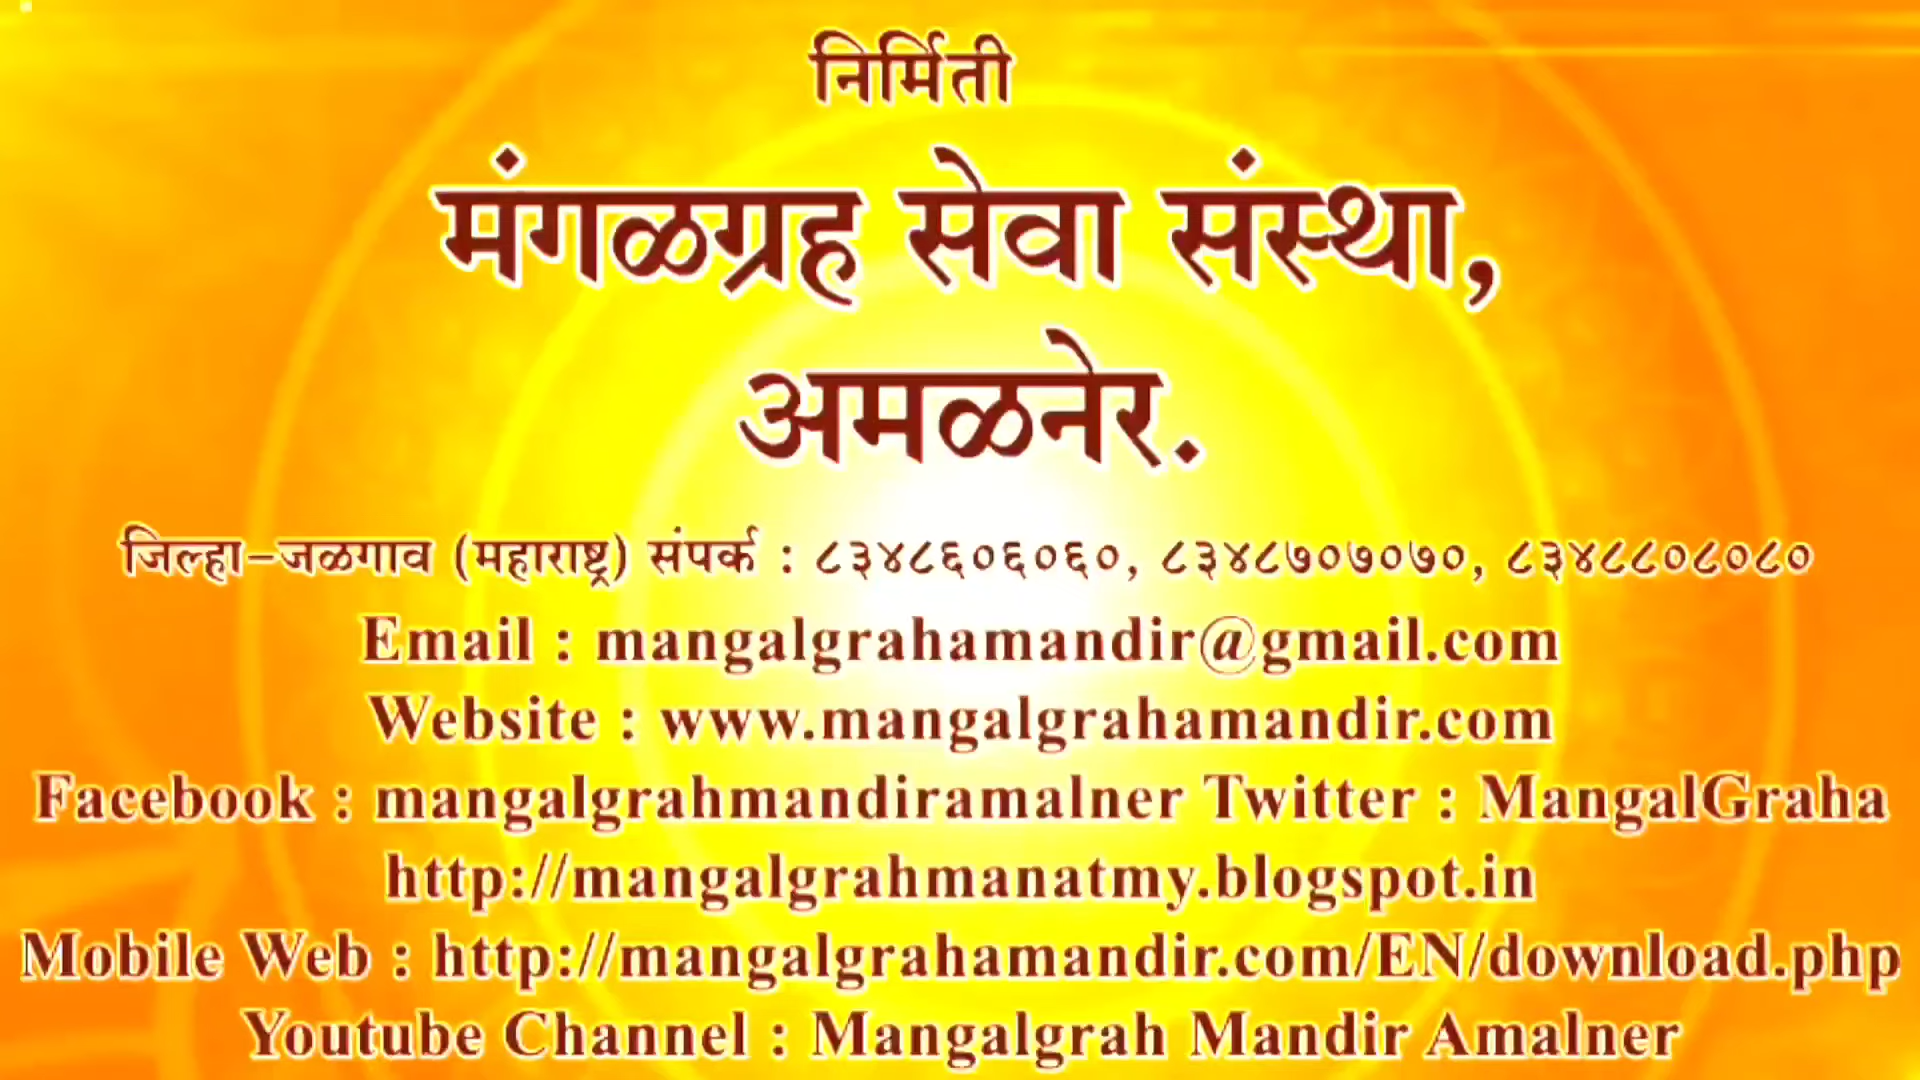 निर्मिती
मंगळग्रह सेवा संस्था,
अमळनेर.
जिल्हा-जळगाव (महाराष्ट्र) संपर्क : ८३४८६०६०६०, ८३४८७०७०७०, ८३४८८०८०८०
Email : mangalgrahamandir@gmail.com
Website : www.mangalgrahamandir.com
Facebook : mangalgrahmandiramalner Twitter : MangalGraha
http://mangalgrahmanatmy.blogspot.in
Mobile Web : http://mangalgrahamandir.com/EN/download.php
Youtube Channel : Mangalgrah Mandir Amalner